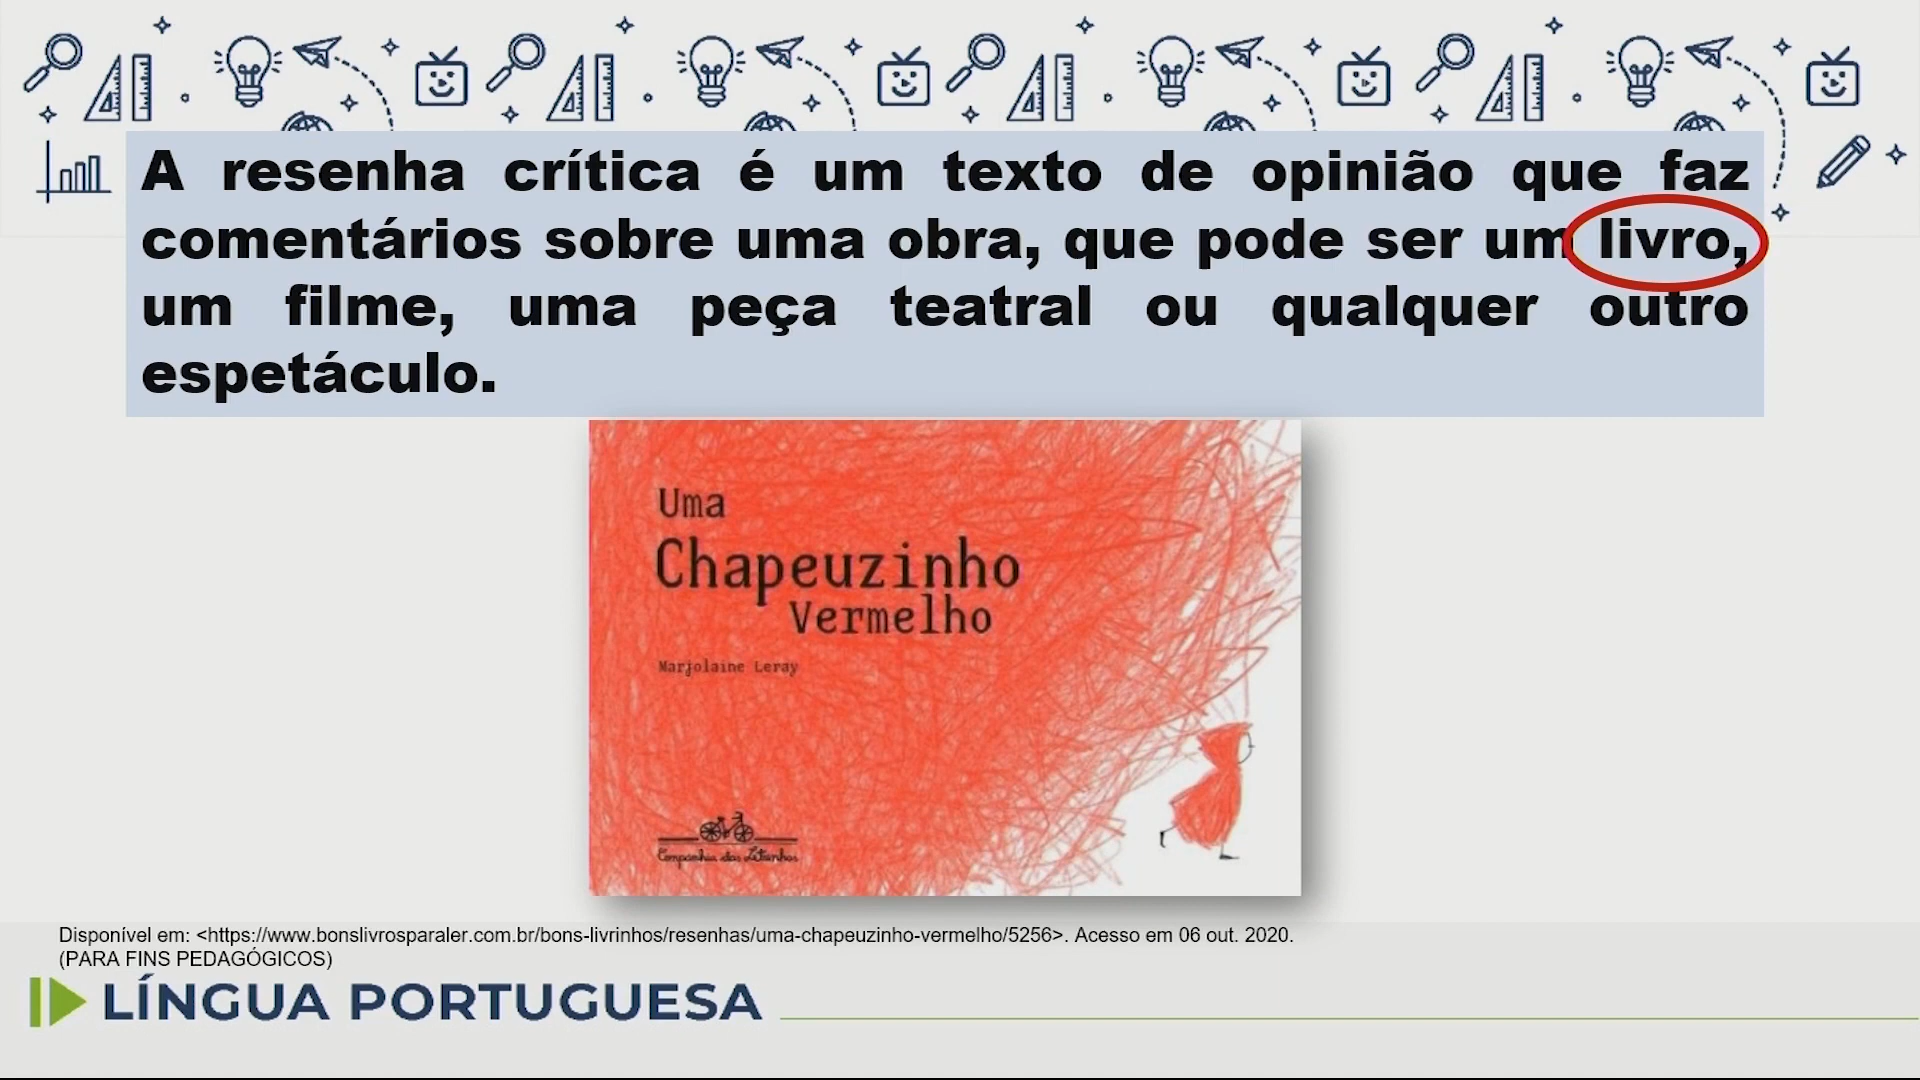 A resenha crítica é um texto de opinião que faz
comentários sobre uma obra, que pode ser um livro,
um filme, uma peça teatral ou qualquer outro
espetáculo.
Uma
Chapeuzinho
Vermelho
Marjolaine Leray
Companhia das Letrinhas
Disponível em: <https://www.bonslivrosparaler.com.br/bons-livrinhos/resenhas/uma-chapeuzinho-vermelho/5256>. Acesso em 06 out. 2020.
(PARA FINS PEDAGÓGICOS)
LÍNGUA PORTUGUESA